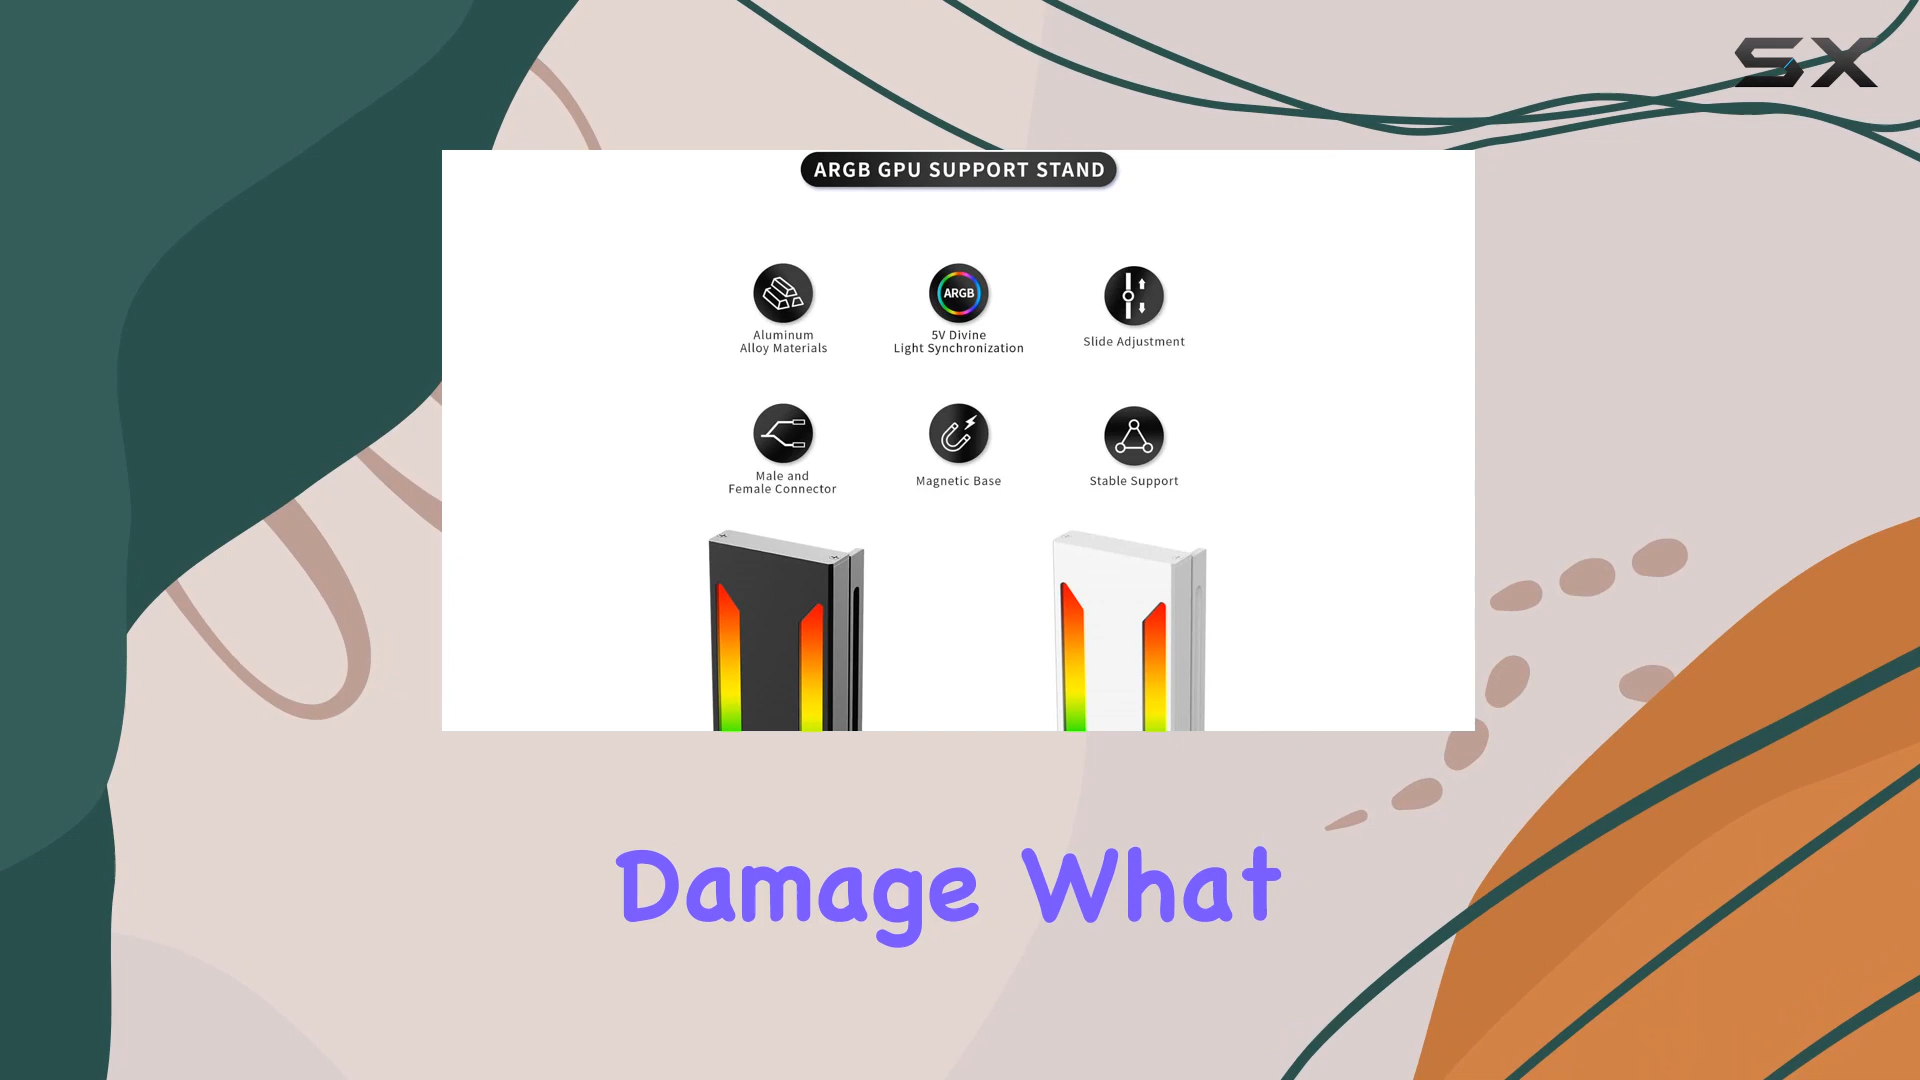 SX
ARGB GPU SUPPORT STAND
Aluminum
Alloy Materials
ARGB
5V Divine
Light Synchronization
Slide Adjustment
Male and
Female Connector
Magnetic Base
Stable Support
Damage What